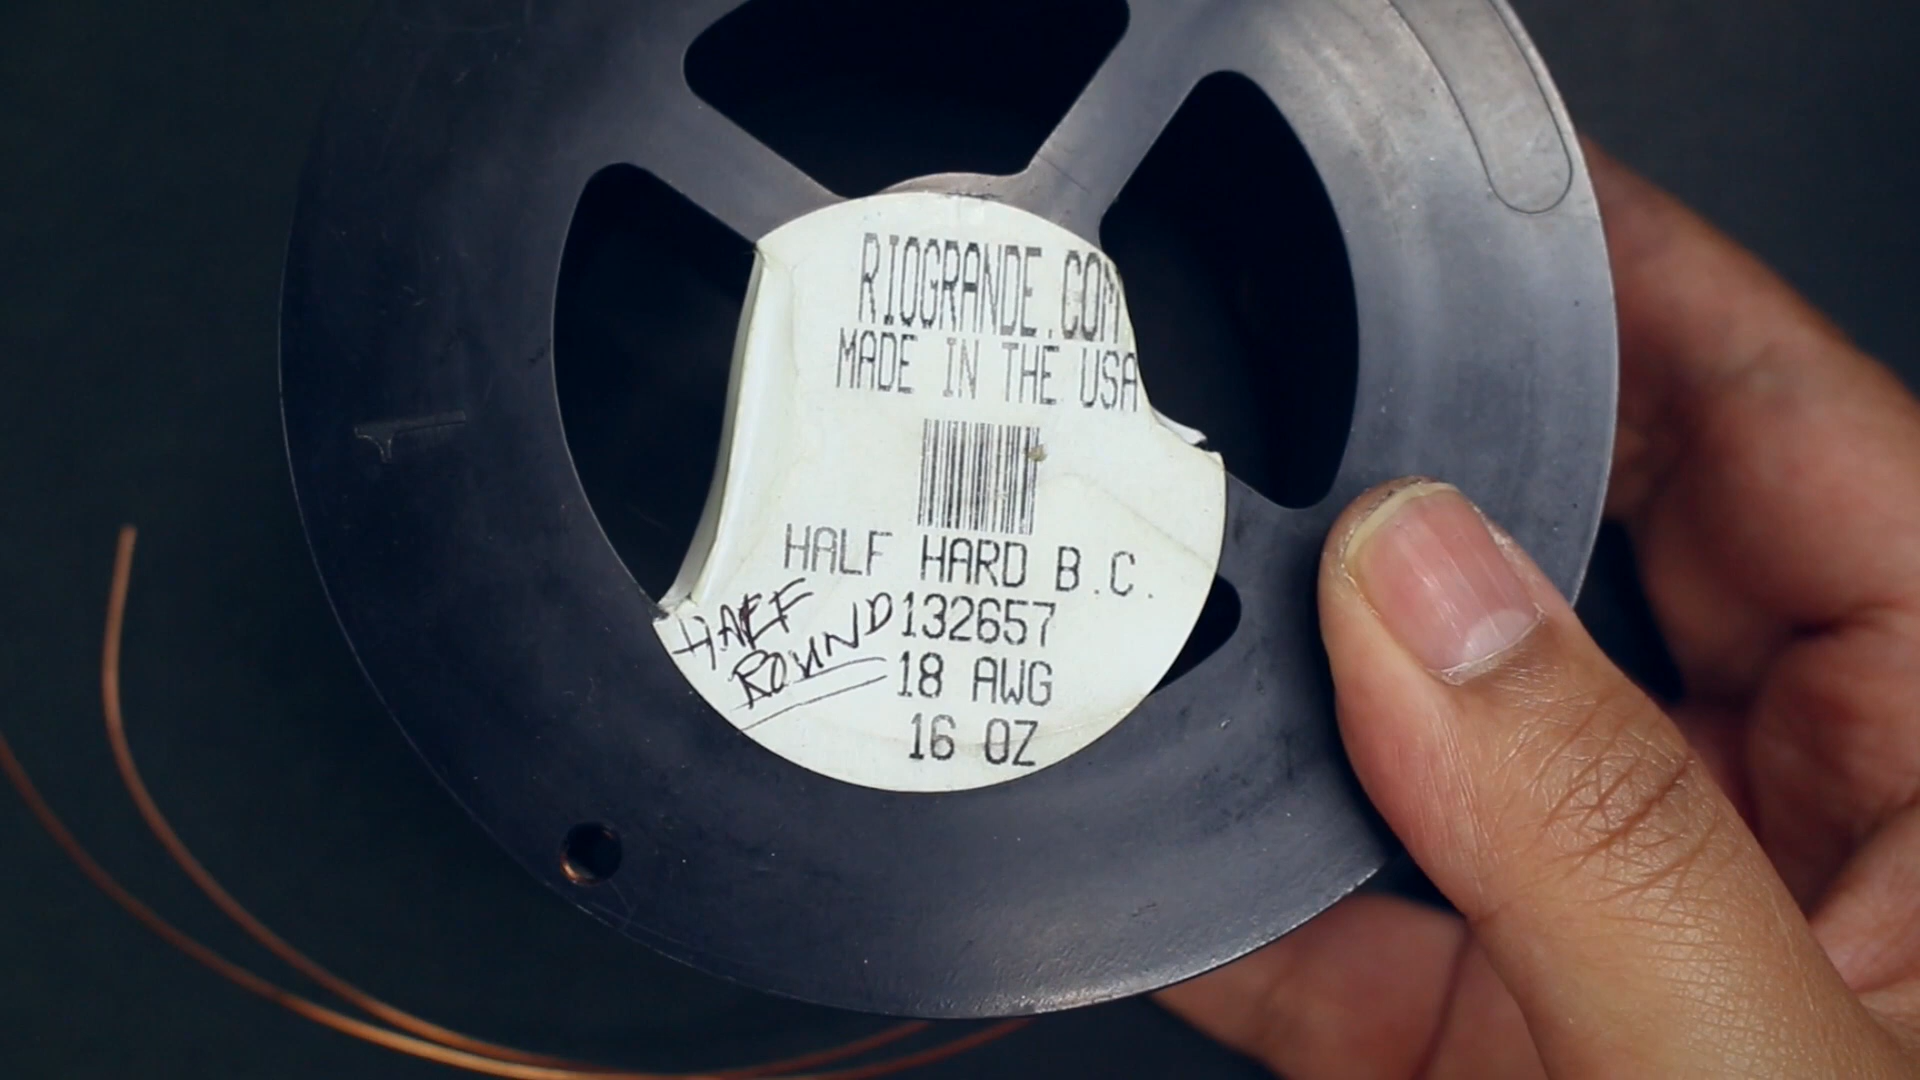 RIOGRANDE.COM
MADE IN THE USA
HALF HARD B.C.
HALF
ROUND
132657
18 AWG
16 OZ